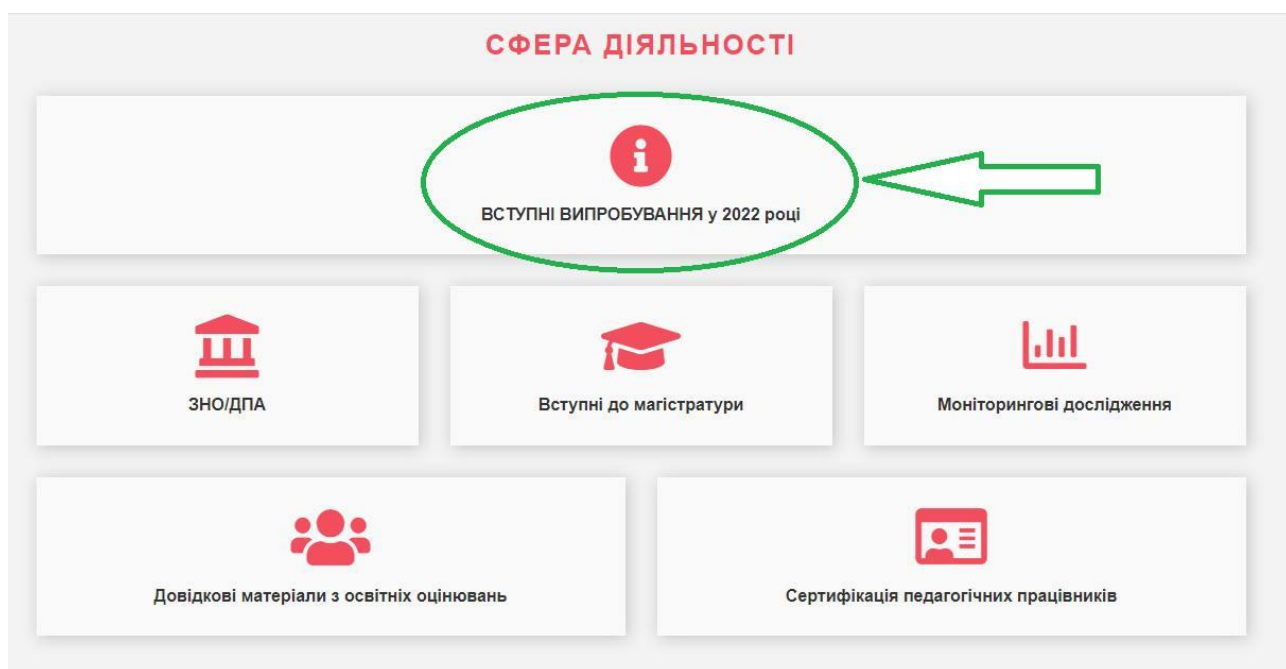 СФЕРА ДІЯЛЬНОСТІ
ВСТУПНІ ВИПРОБУВАННЯ у 2022 році
ЗНО/ДПА
Вступні до магістратури
Моніторингові дослідження
Довідкові матеріали з освітніх оцінювань
Сертифікація педагогічних працівників